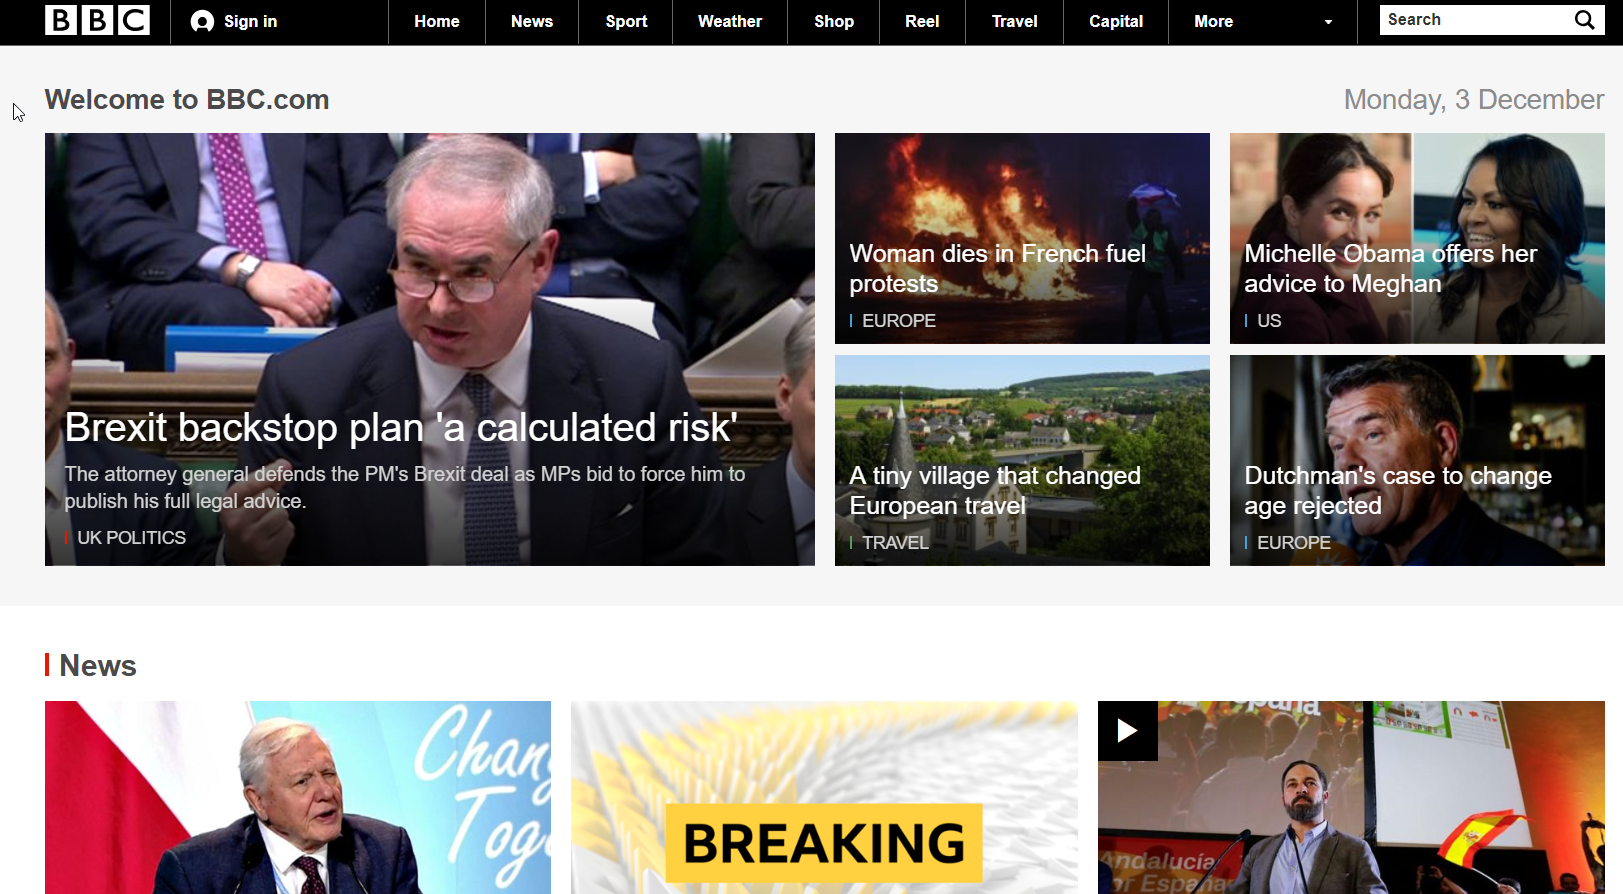 BBC
Sign in
Home
News
Sport
Weather
Shop
Reel
Travel
Capital
More
Search
Welcome to BBC.com
Monday, 3 December
Brexit backstop plan 'a calculated risk'
The attorney general defends the PM's Brexit deal as MPs bid to force him to
publish his full legal advice.
UK POLITICS
Woman dies in French fuel
protests
EUROPE
Michelle Obama offers her
advice to Meghan
US
A tiny village that changed
European travel
TRAVEL
Dutchman's case to change
age rejected
EUROPE
News
Chan
Toge
BREAKING
España
Andalucía
or España